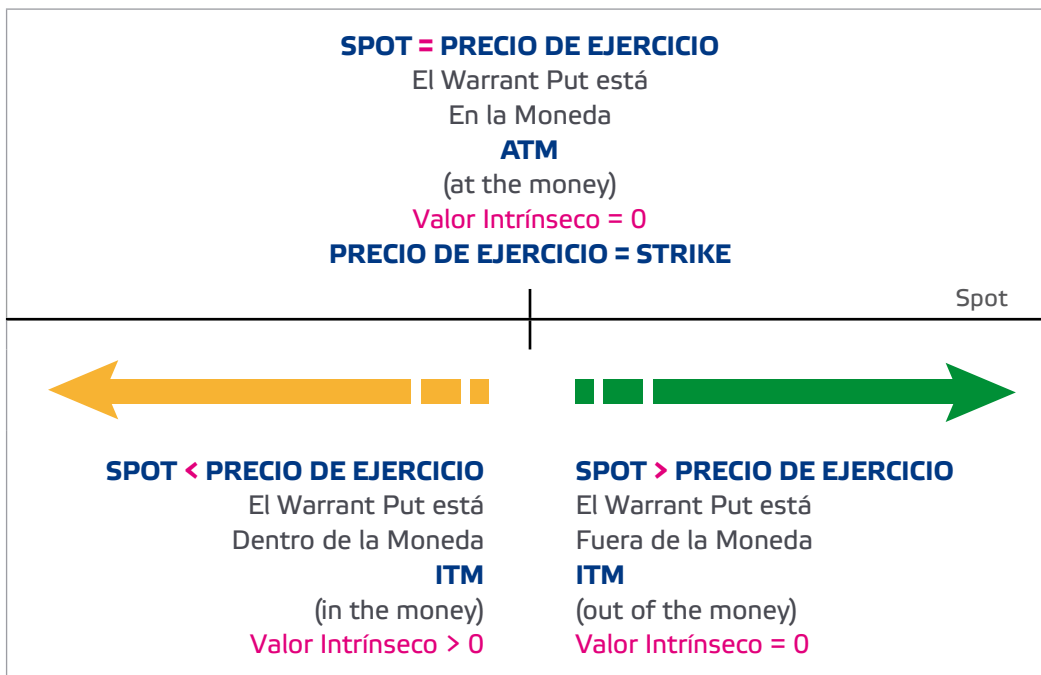 SPOT = PRECIO DE EJERCICIO
El Warrant Put está
En la Moneda
ATM
(at the money)
Valor Intrínseco = 0
PRECIO DE EJERCICIO = STRIKE
Spot
SPOT < PRECIO DE EJERCICIO
El Warrant Put está
Dentro de la Moneda
ITM
(in the money)
Valor Intrínseco > 0
SPOT > PRECIO DE EJERCICIO
El Warrant Put está
Fuera de la Moneda
ITM
(out of the money)
Valor Intrínseco = 0